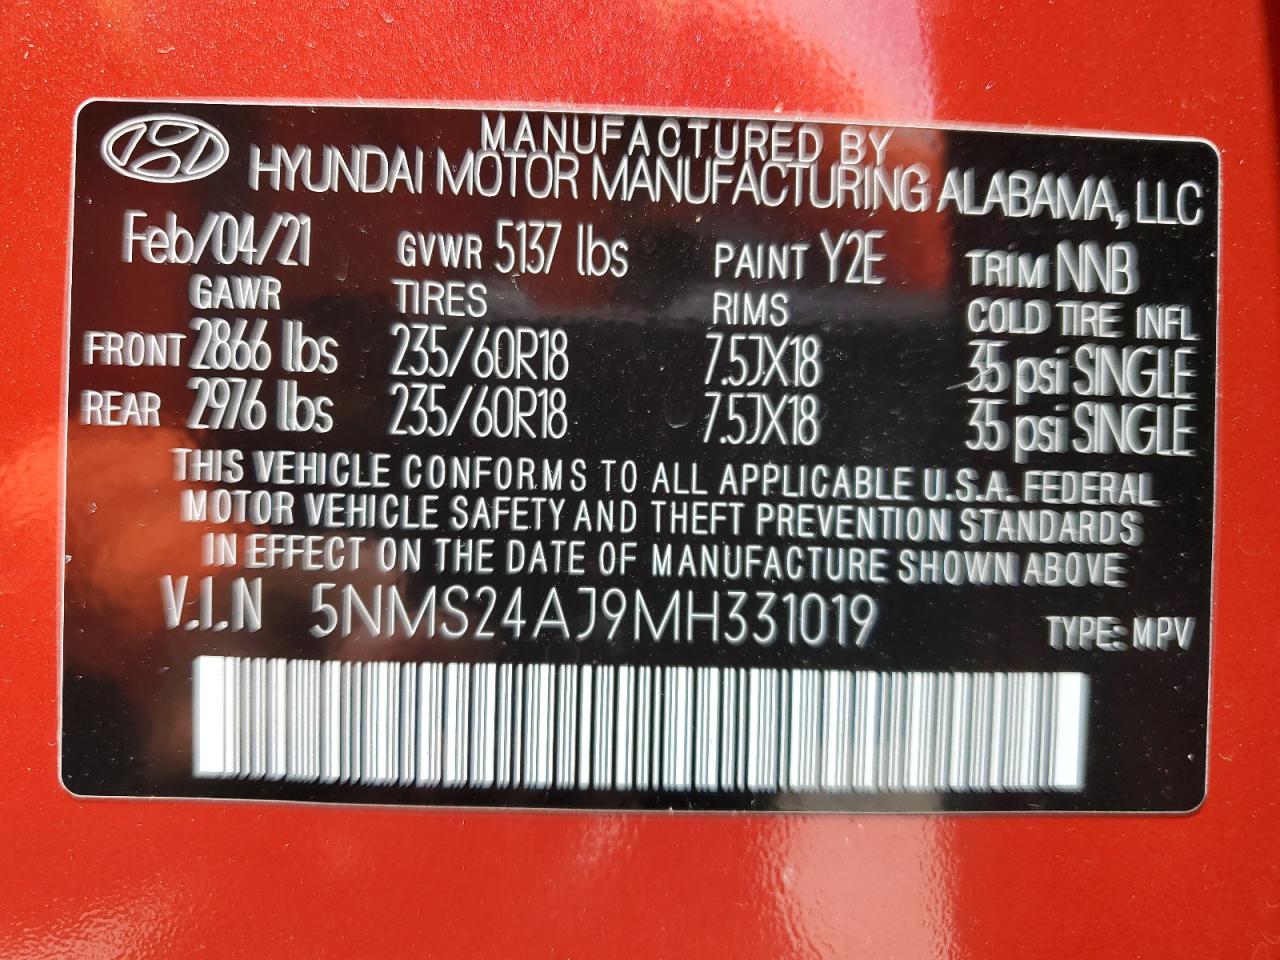 MANUFACTURED BY
HYUNDAI MOTOR MANUFACTURING ALABAMA, LLC
Feb/04/21 GVWR 5137 lbs PAINT Y2E TRIM NNB
GAWR TIRES RIMS COLD TIRE INFL
FRONT 2866 lbs 235/60R18 7.5JX18 35 psi SINGLE
REAR 2976 lbs 235/60R18 7.5JX18 35 psi SINGLE
THIS VEHICLE CONFORMS TO ALL APPLICABLE U.S.A. FEDERAL
MOTOR VEHICLE SAFETY AND THEFT PREVENTION STANDARDS
IN EFFECT ON THE DATE OF MANUFACTURE SHOWN ABOVE
V.I.N 5NMS24AJ9MH331019 TYPE: MPV